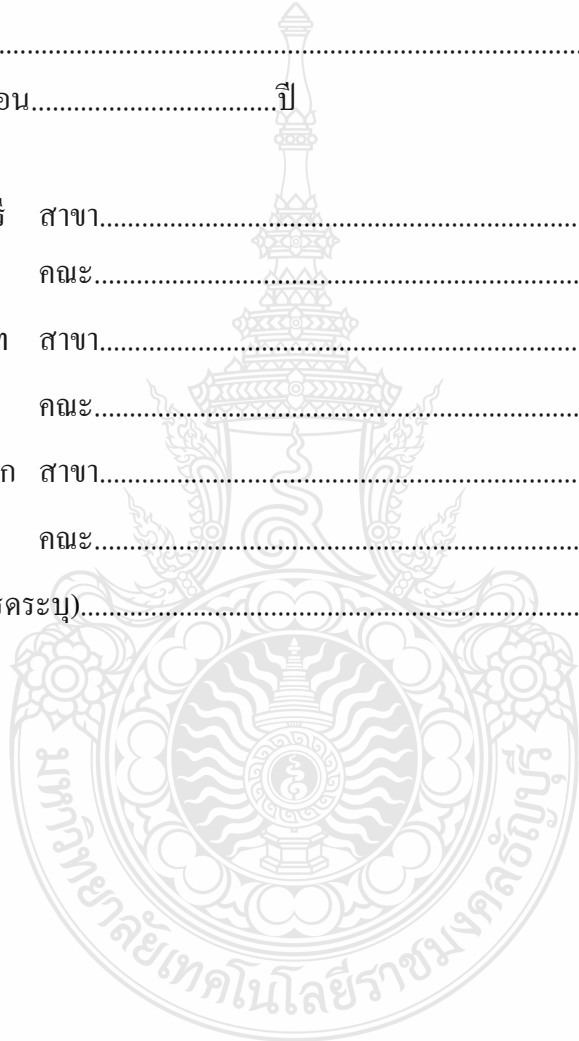 ..........................................................................................
อน...................................ปี
รี สาขา.....................................................................
คณะ.....................................................................
ท สาขา.....................................................................
คณะ.....................................................................
ก สาขา.....................................................................
คณะ.....................................................................
รดระบุ).......................................................................
มหาวิทยาลัยเทคโนโลยีราชมงคลธัญบุรี